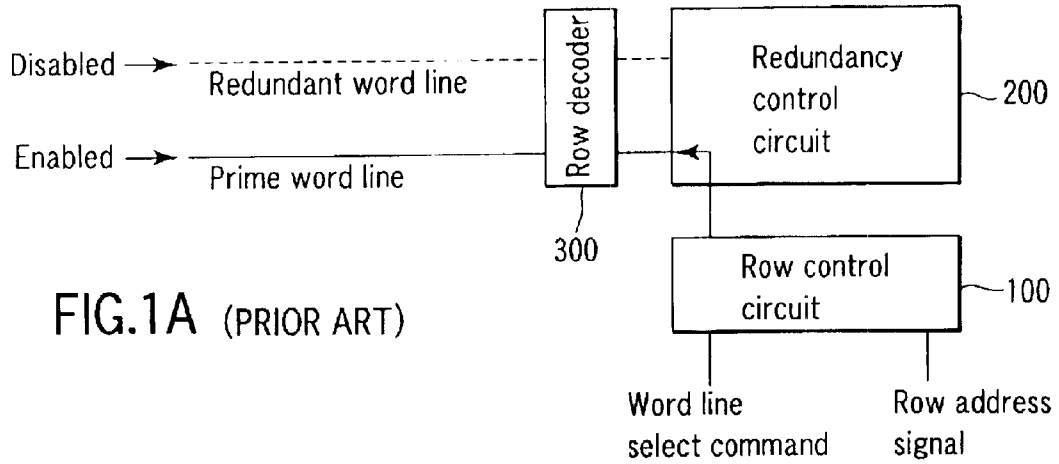 Disabled
Redundant word line
Enabled
Prime word line
Row decoder
300
Redundancy
control
circuit
200
Row control
circuit
100
Word line
select command
Row address
signal
FIG.1A (PRIOR ART)